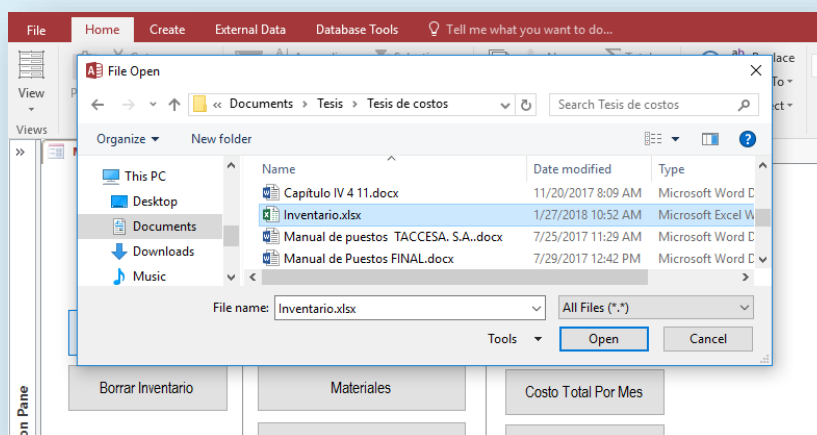 File Home Create External Data Database Tools Tell me what you want to do...
View
Views
File Open
« Documents › Tesis › Tesis de costos
Search Tesis de costos
Organize New folder
This PC
Desktop
Documents
Downloads
Music
Name Date modified Type
Capítulo IV 4 11.docx 11/20/2017 8:09 AM Microsoft Word D
Inventario.xlsx 1/27/2018 10:52 AM Microsoft Excel W
Manual de puestos TACCESA. S.A..docx 7/25/2017 11:29 AM Microsoft Word D
Manual de Puestos FINAL.docx 7/29/2017 12:42 PM Microsoft Word D
File name: Inventario.xlsx All Files (*.*)
Tools Open Cancel
Borrar Inventario Materiales Costo Total Por Mes